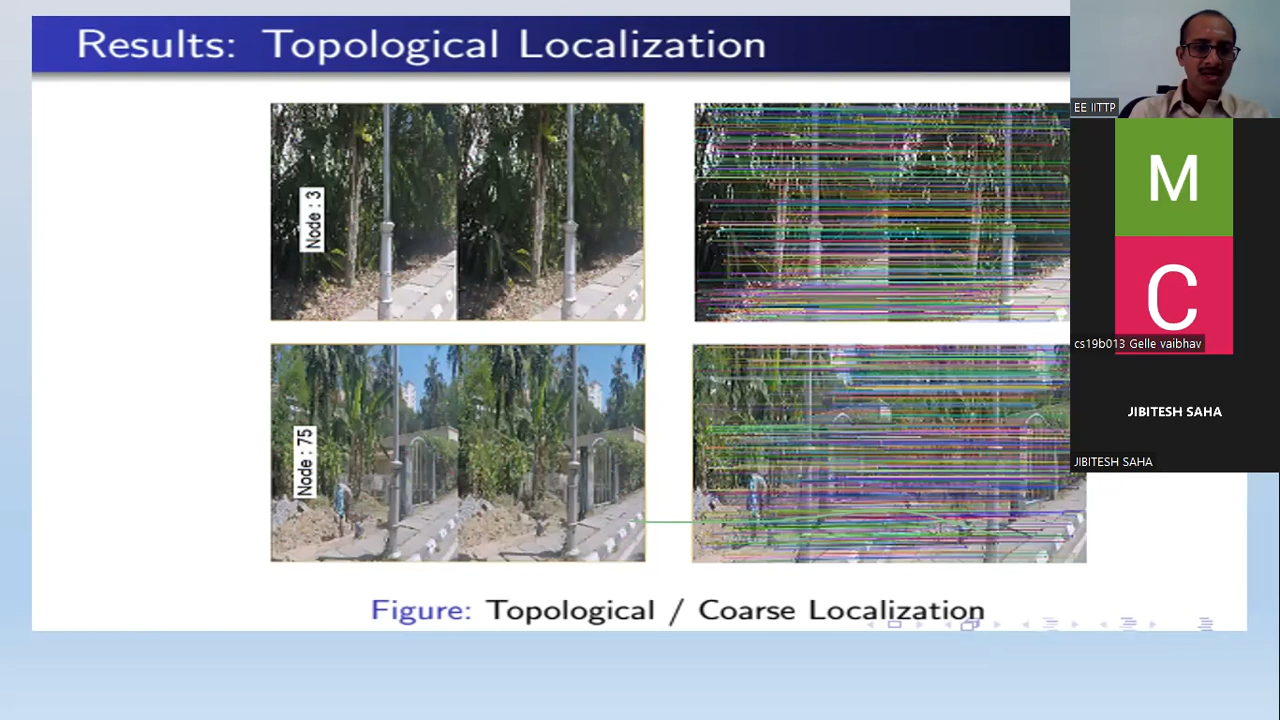 Results: Topological Localization
Node : 3
Node : 75
Figure: Topological / Coarse Localization
EE IITTP
M
C
cs19b013 Gelle vaibhav
JIBITESH SAHA
JIBITESH SAHA